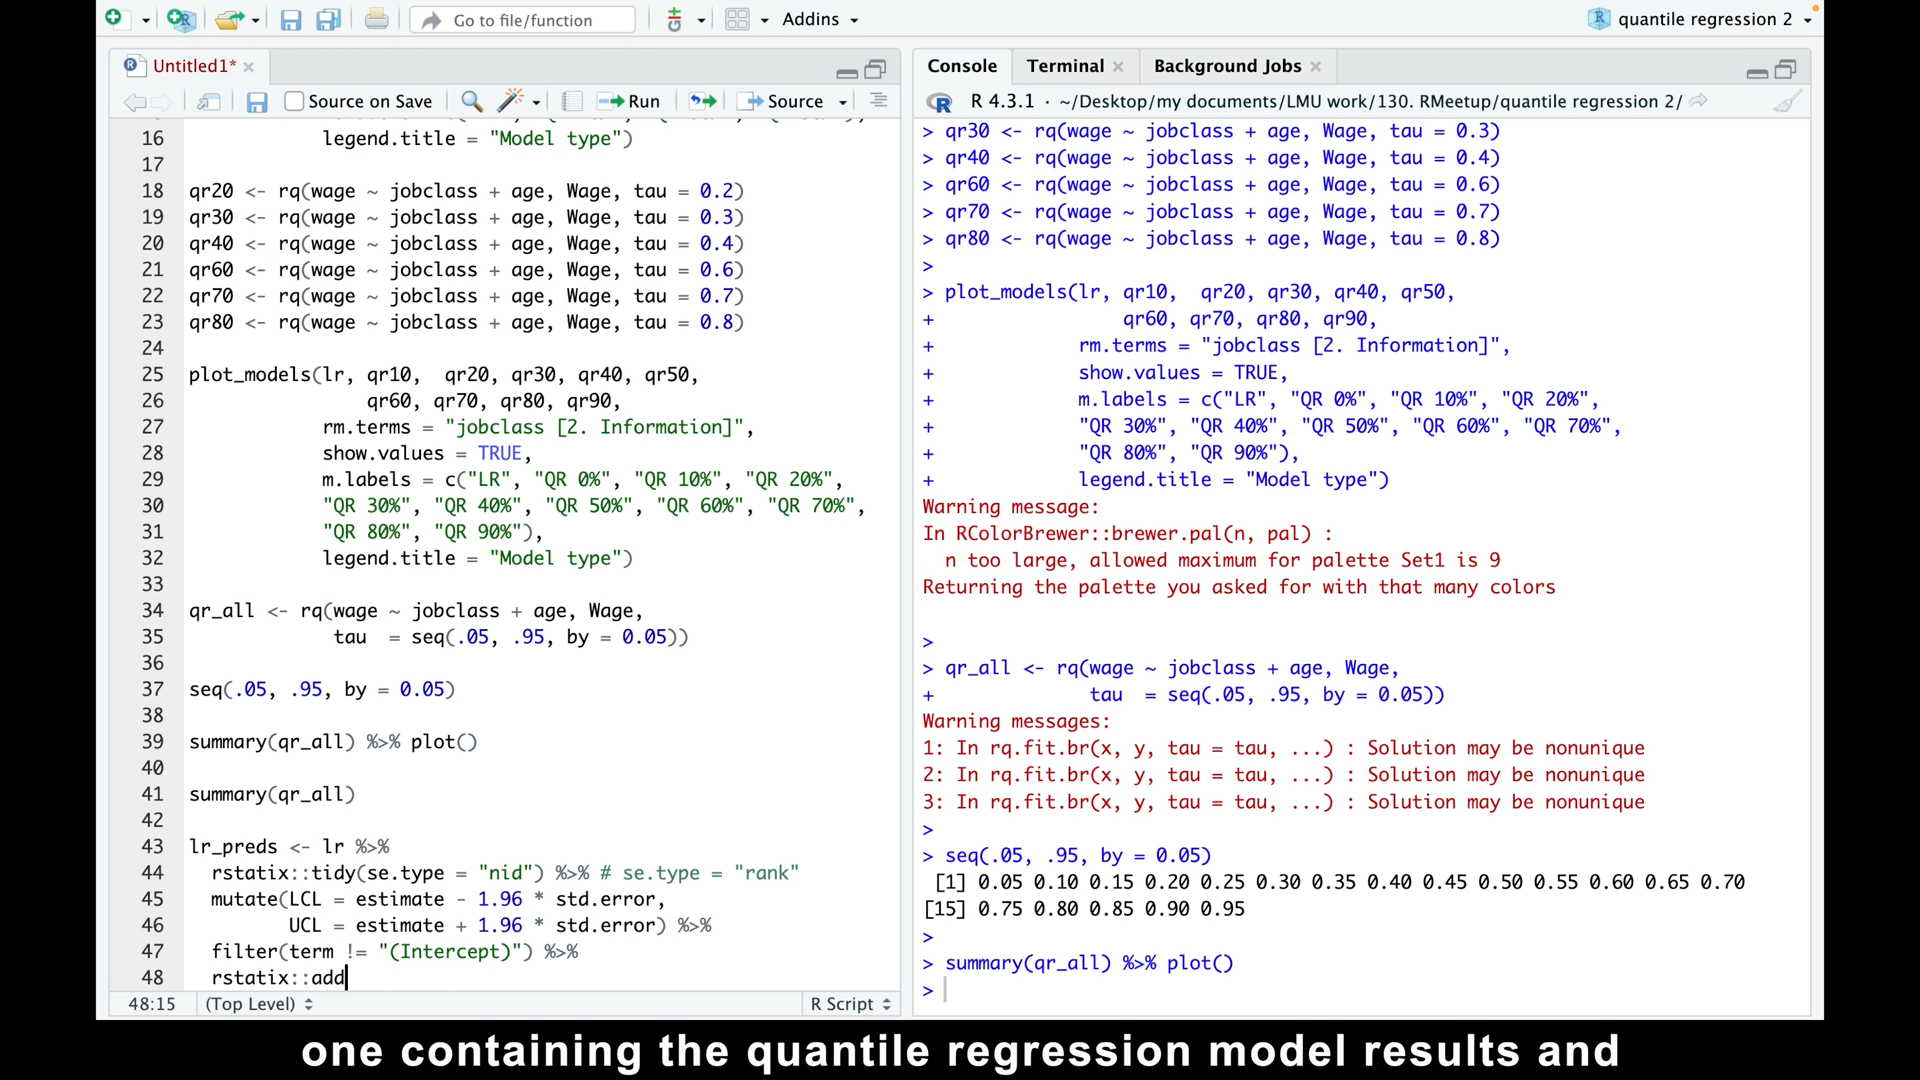 Go to file/function
Addins
quantile regression 2
Untitled1*
Source on Save
Run
Source
16 legend.title = "Model type")
17
18 qr20 <- rq(wage ~ jobclass + age, Wage, tau = 0.2)
19 qr30 <- rq(wage ~ jobclass + age, Wage, tau = 0.3)
20 qr40 <- rq(wage ~ jobclass + age, Wage, tau = 0.4)
21 qr60 <- rq(wage ~ jobclass + age, Wage, tau = 0.6)
22 qr70 <- rq(wage ~ jobclass + age, Wage, tau = 0.7)
23 qr80 <- rq(wage ~ jobclass + age, Wage, tau = 0.8)
24
25 plot_models(lr, qr10,  qr20, qr30, qr40, qr50,
26 qr60, qr70, qr80, qr90,
27 rm.terms = "jobclass [2. Information]",
28 show.values = TRUE,
29 m.labels = c("LR", "QR 0%", "QR 10%", "QR 20%",
30 "QR 30%", "QR 40%", "QR 50%", "QR 60%", "QR 70%",
31 "QR 80%", "QR 90%"),
32 legend.title = "Model type")
33
34 qr_all <- rq(wage ~ jobclass + age, Wage,
35 tau  = seq(.05, .95, by = 0.05))
36
37 seq(.05, .95, by = 0.05)
38
39 summary(qr_all) %>% plot()
40
41 summary(qr_all)
42
43 lr_preds <- lr %>%
44 rstatix::tidy(se.type = "nid") %>% # se.type = "rank"
45 mutate(LCL = estimate - 1.96 * std.error,
46 UCL = estimate + 1.96 * std.error) %>%
47 filter(term != "(Intercept)") %>%
48 rstatix::add
48:15 (Top Level) R Script
Console Terminal Background Jobs
R 4.3.1 · ~/Desktop/my documents/LMU work/130. RMeetup/quantile regression 2/
> qr30 <- rq(wage ~ jobclass + age, Wage, tau = 0.3)
> qr40 <- rq(wage ~ jobclass + age, Wage, tau = 0.4)
> qr60 <- rq(wage ~ jobclass + age, Wage, tau = 0.6)
> qr70 <- rq(wage ~ jobclass + age, Wage, tau = 0.7)
> qr80 <- rq(wage ~ jobclass + age, Wage, tau = 0.8)
>
> plot_models(lr, qr10,  qr20, qr30, qr40, qr50,
+ qr60, qr70, qr80, qr90,
+ rm.terms = "jobclass [2. Information]",
+ show.values = TRUE,
+ m.labels = c("LR", "QR 0%", "QR 10%", "QR 20%",
+ "QR 30%", "QR 40%", "QR 50%", "QR 60%", "QR 70%",
+ "QR 80%", "QR 90%"),
+ legend.title = "Model type")
Warning message:
In RColorBrewer::brewer.pal(n, pal) :
n too large, allowed maximum for palette Set1 is 9
Returning the palette you asked for with that many colors
>
> qr_all <- rq(wage ~ jobclass + age, Wage,
+ tau  = seq(.05, .95, by = 0.05))
Warning messages:
1: In rq.fit.br(x, y, tau = tau, ...) : Solution may be nonunique
2: In rq.fit.br(x, y, tau = tau, ...) : Solution may be nonunique
3: In rq.fit.br(x, y, tau = tau, ...) : Solution may be nonunique
>
> seq(.05, .95, by = 0.05)
[1] 0.05 0.10 0.15 0.20 0.25 0.30 0.35 0.40 0.45 0.50 0.55 0.60 0.65 0.70
[15] 0.75 0.80 0.85 0.90 0.95
>
> summary(qr_all) %>% plot()
>
one containing the quantile regression model results and